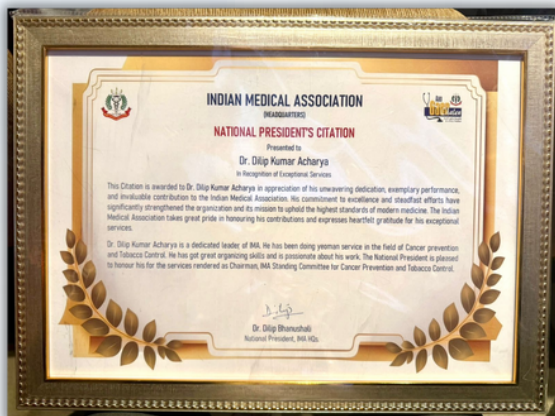 INDIAN MEDICAL ASSOCIATION
(HEADQUARTERS)
NATIONAL PRESIDENT'S CITATION
Presented to
Dr. Dilip Kumar Acharya
In Recognition of Exceptional Services
This Citation is awarded to Dr. Dilip Kumar Acharya in appreciation of his unwavering dedication, exemplary performance,
and invaluable contribution to the Indian Medical Association. His commitment to excellence and steadfast efforts have
significantly strengthened the organization and its mission to uphold the highest standards of modern medicine. The Indian
Medical Association takes great pride in honouring his contributions and expresses heartfelt gratitude for his exceptional
services.
Dr. Dilip Kumar Acharya is a dedicated leader of IMA. He has been doing yeoman service in the field of Cancer prevention
and Tobacco Control. He has got great organizing skills and is passionate about his work. The National President is pleased
to honour his for the services rendered as Chairman, IMA Standing Committee for Cancer Prevention and Tobacco Control.
Dilip
Dr. Dilip Bhanushali
National President, IMA HQs.